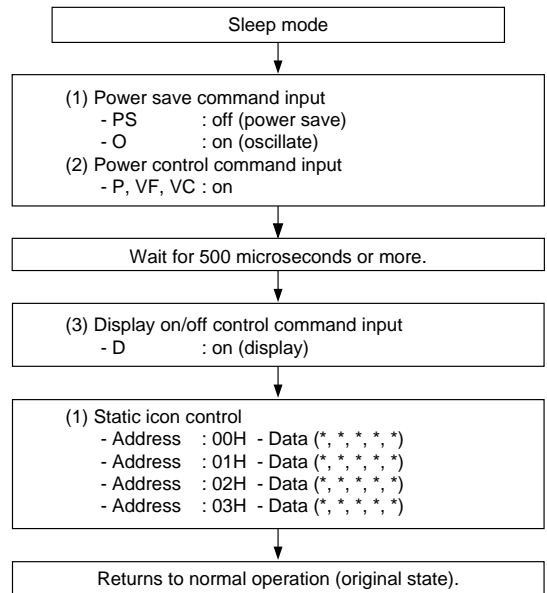 Sleep mode
(1) Power save command input
- PS : off (power save)
- O : on (oscillate)
(2) Power control command input
- P, VF, VC : on
Wait for 500 microseconds or more.
(3) Display on/off control command input
- D : on (display)
(1) Static icon control
- Address : 00H - Data (*, *, *, *, *)
- Address : 01H - Data (*, *, *, *, *)
- Address : 02H - Data (*, *, *, *, *)
- Address : 03H - Data (*, *, *, *, *)
Returns to normal operation (original state).